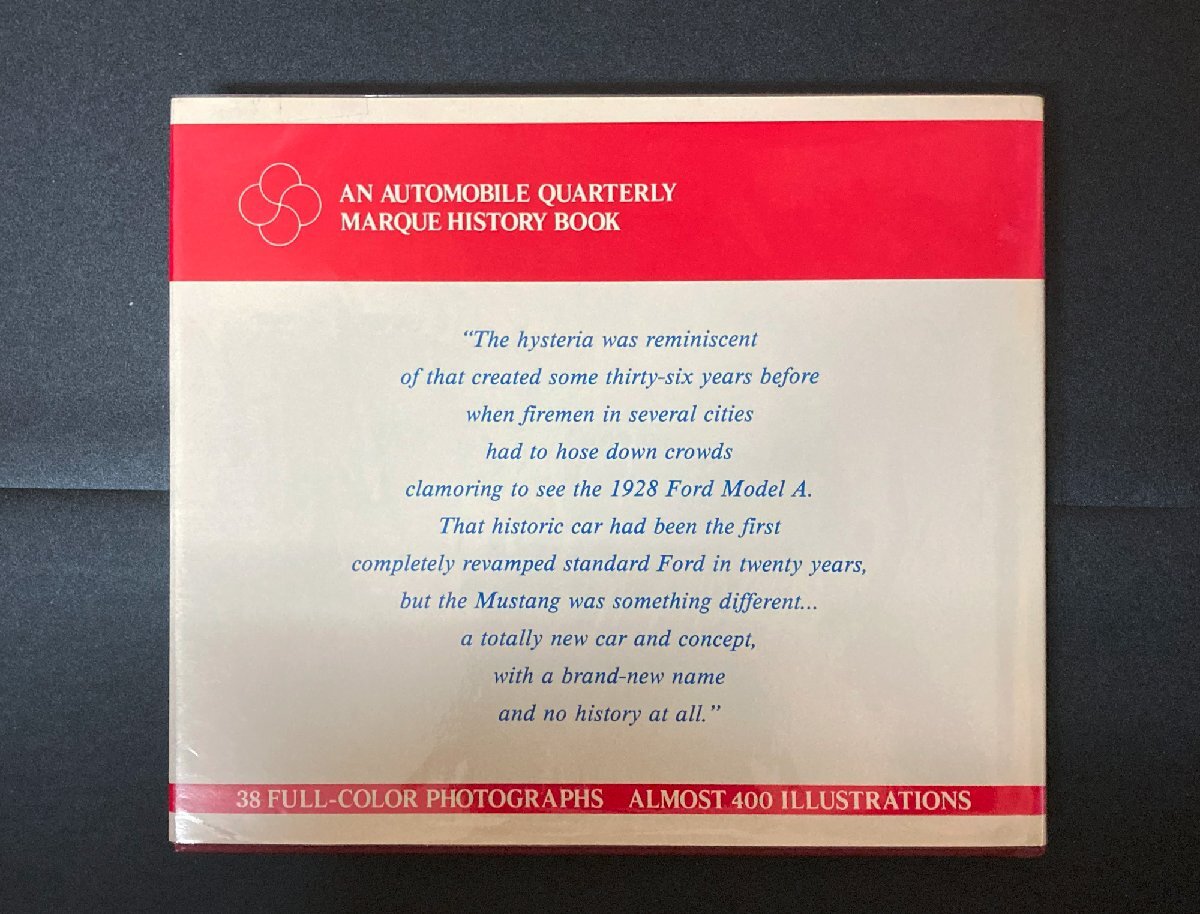 AN AUTOMOBILE QUARTERLY
MARQUE HISTORY BOOK
“The hysteria was reminiscent
of that created some thirty-six years before
when firemen in several cities
had to hose down crowds
clamoring to see the 1928 Ford Model A.
That historic car had been the first
completely revamped standard Ford in twenty years,
but the Mustang was something different...
a totally new car and concept,
with a brand-new name
and no history at all.”
38 FULL-COLOR PHOTOGRAPHS ALMOST 400 ILLUSTRATIONS